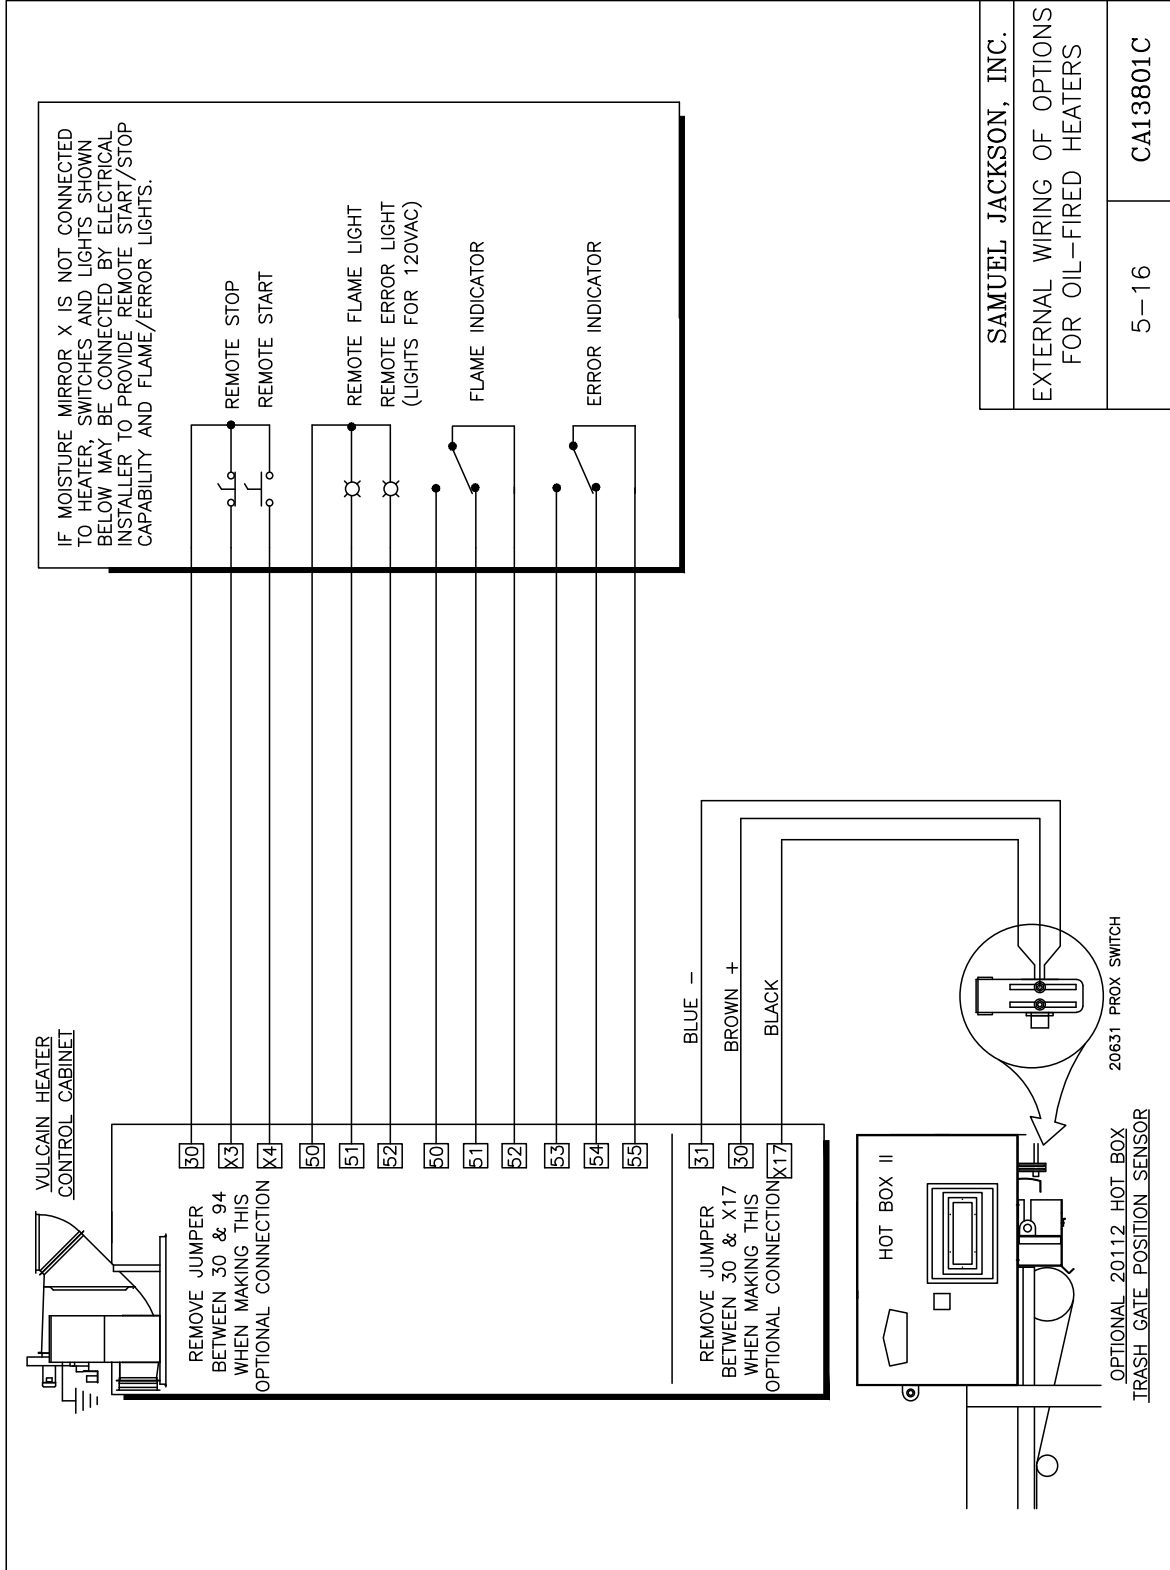 VULCAIN HEATER
CONTROL CABINET
REMOVE JUMPER
BETWEEN 30 & 94
WHEN MAKING THIS
OPTIONAL CONNECTION
30
X3
X4
50
51
52
50
51
52
53
54
55
REMOVE JUMPER
BETWEEN 30 & X17
WHEN MAKING THIS
OPTIONAL CONNECTION
31
30
X17
BLUE -
BROWN +
BLACK
IF MOISTURE MIRROR X IS NOT CONNECTED
TO HEATER, SWITCHES AND LIGHTS SHOWN
BELOW MAY BE CONNECTED BY ELECTRICAL
INSTALLER TO PROVIDE REMOTE START/STOP
CAPABILITY AND FLAME/ERROR LIGHTS.
REMOTE STOP
REMOTE START
REMOTE FLAME LIGHT
REMOTE ERROR LIGHT
(LIGHTS FOR 120VAC)
FLAME INDICATOR
ERROR INDICATOR
HOT BOX II
20631 PROX SWITCH
OPTIONAL 20112 HOT BOX
TRASH GATE POSITION SENSOR
SAMUEL JACKSON, INC.
EXTERNAL WIRING OF OPTIONS
FOR OIL-FIRED HEATERS
5-16
CA13801C